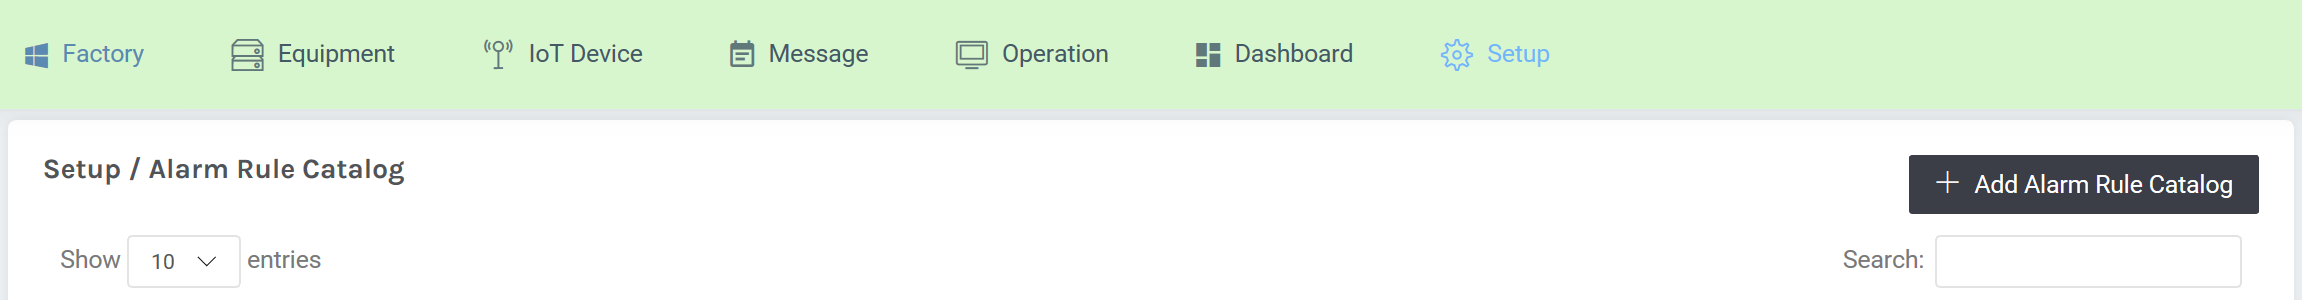 Factory Equipment IoT Device Message Operation Dashboard Setup
Setup / Alarm Rule Catalog
Add Alarm Rule Catalog
Show 10 entries
Search: